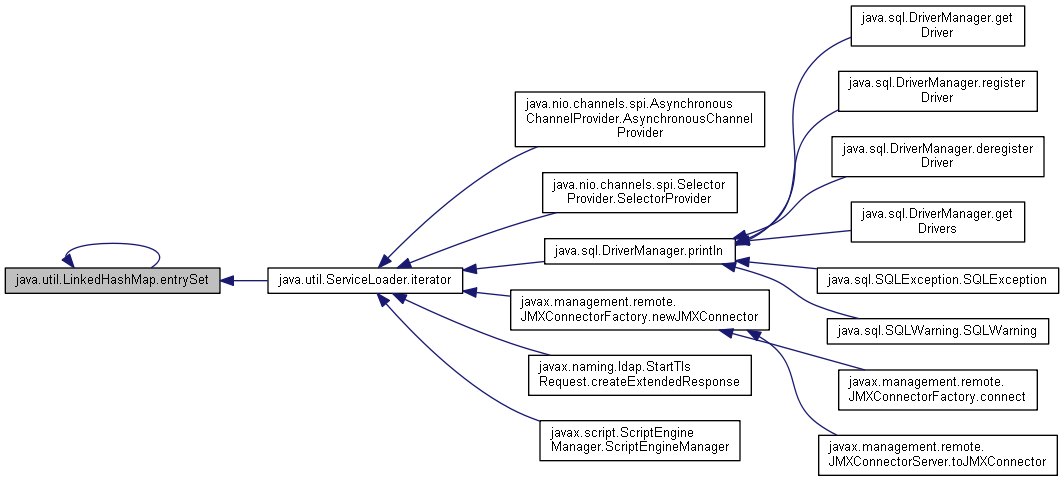 java.util.LinkedHashMap.entrySet
java.util.ServiceLoader.iterator
java.nio.channels.spi.Asynchronous
ChannelProvider.AsynchronousChannel
Provider
java.nio.channels.spi.Selector
Provider.SelectorProvider
java.sql.DriverManager.println
javax.management.remote.
JMXConnectorFactory.newJMXConnector
javax.naming.ldap.StartTls
Request.createExtendedResponse
javax.script.ScriptEngine
Manager.ScriptEngineManager
java.sql.DriverManager.get
Driver
java.sql.DriverManager.register
Driver
java.sql.DriverManager.deregister
Driver
java.sql.DriverManager.get
Drivers
java.sql.SQLException.SQLException
java.sql.SQLWarning.SQLWarning
javax.management.remote.
JMXConnectorFactory.connect
javax.management.remote.
JMXConnectorServer.toJMXConnector